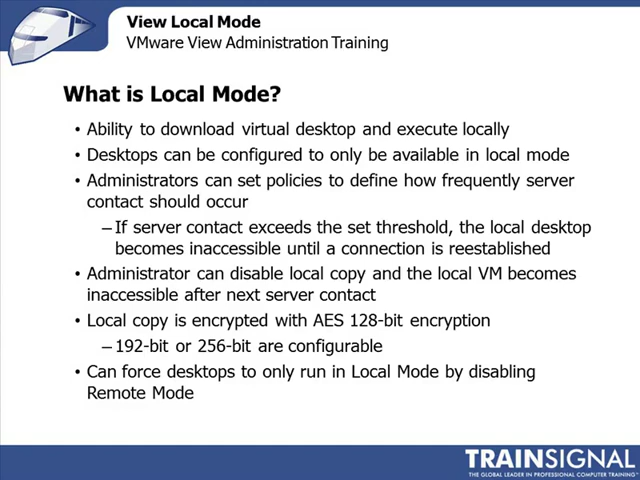 View Local Mode
VMware View Administration Training
What is Local Mode?
• Ability to download virtual desktop and execute locally
• Desktops can be configured to only be available in local mode
• Administrators can set policies to define how frequently server
contact should occur
– If server contact exceeds the set threshold, the local desktop
becomes inaccessible until a connection is reestablished
• Administrator can disable local copy and the local VM becomes
inaccessible after next server contact
• Local copy is encrypted with AES 128-bit encryption
– 192-bit or 256-bit are configurable
• Can force desktops to only run in Local Mode by disabling
Remote Mode
TRAINSIGNAL
THE GLOBAL LEADER IN PROFESSIONAL COMPUTER TRAINING